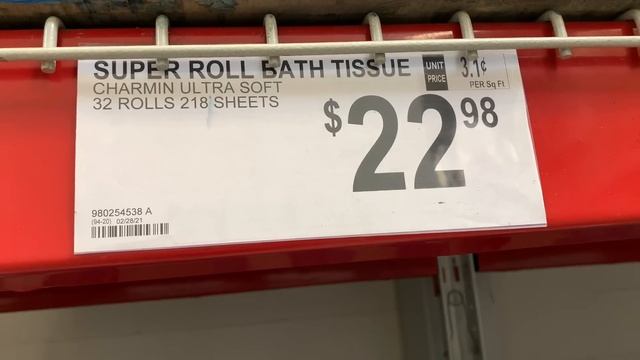 SUPER ROLL BATH TISSUE
CHARMIN ULTRA SOFT
32 ROLLS 218 SHEETS
UNIT
PRICE
3.1¢
PER Sq Ft
$22 98
980254538 A
(94-20) 02/28/21